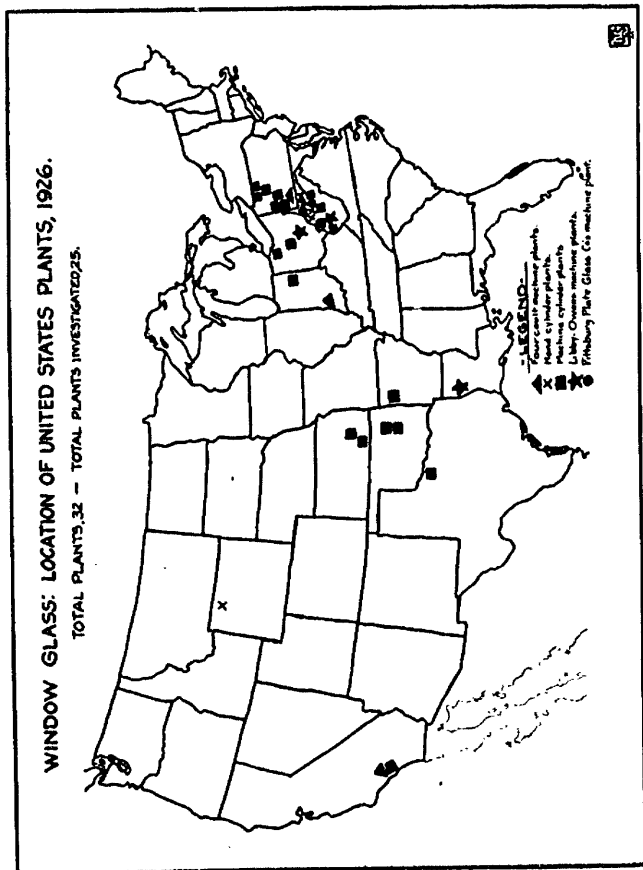 WINDOW GLASS: LOCATION OF UNITED STATES PLANTS, 1926.
TOTAL PLANTS, 32 — TOTAL PLANTS INVESTIGATED, 25.
-LEGEND-
Fourcault machine plants.
Hand cylinder plants.
Machine cylinder plants
Libby-Owens machine plants.
Pittsburg Plate Glass Co's machine plant.